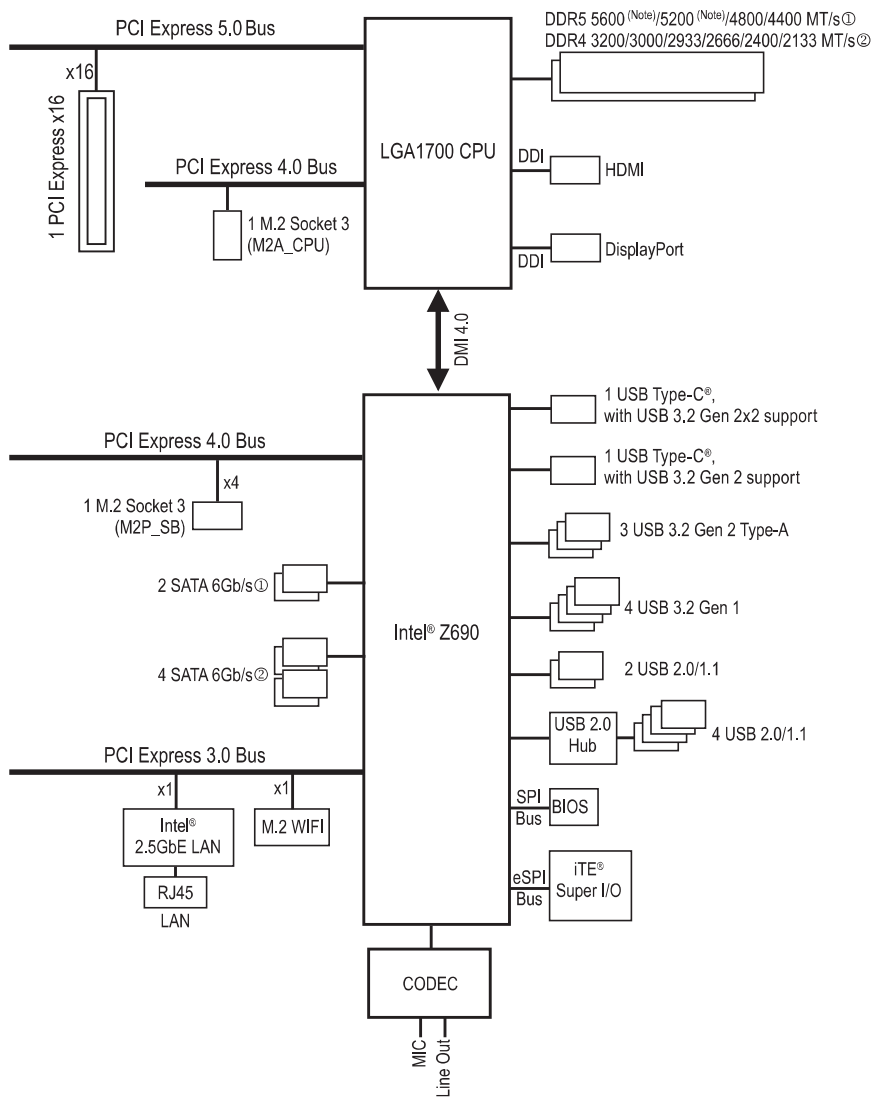 PCI Express 5.0 Bus
x16
1 PCI Express x16
DDR5 5600 (Note)/5200 (Note)/4800/4400 MT/s①
DDR4 3200/3000/2933/2666/2400/2133 MT/s②
LGA1700 CPU
PCI Express 4.0 Bus
1 M.2 Socket 3
(M2A_CPU)
DDI
HDMI
DisplayPort
DDI
DMI 4.0
PCI Express 4.0 Bus
x4
1 M.2 Socket 3
(M2P_SB)
2 SATA 6Gb/s①
4 SATA 6Gb/s②
Intel® Z690
1 USB Type-C®,
with USB 3.2 Gen 2x2 support
1 USB Type-C®,
with USB 3.2 Gen 2 support
3 USB 3.2 Gen 2 Type-A
4 USB 3.2 Gen 1
2 USB 2.0/1.1
USB 2.0
Hub
4 USB 2.0/1.1
PCI Express 3.0 Bus
x1
x1
Intel®
2.5GbE LAN
M.2 WIFI
RJ45
LAN
SPI
Bus
BIOS
eSPI
Bus
iTE®
Super I/O
CODEC
MIC
Line Out